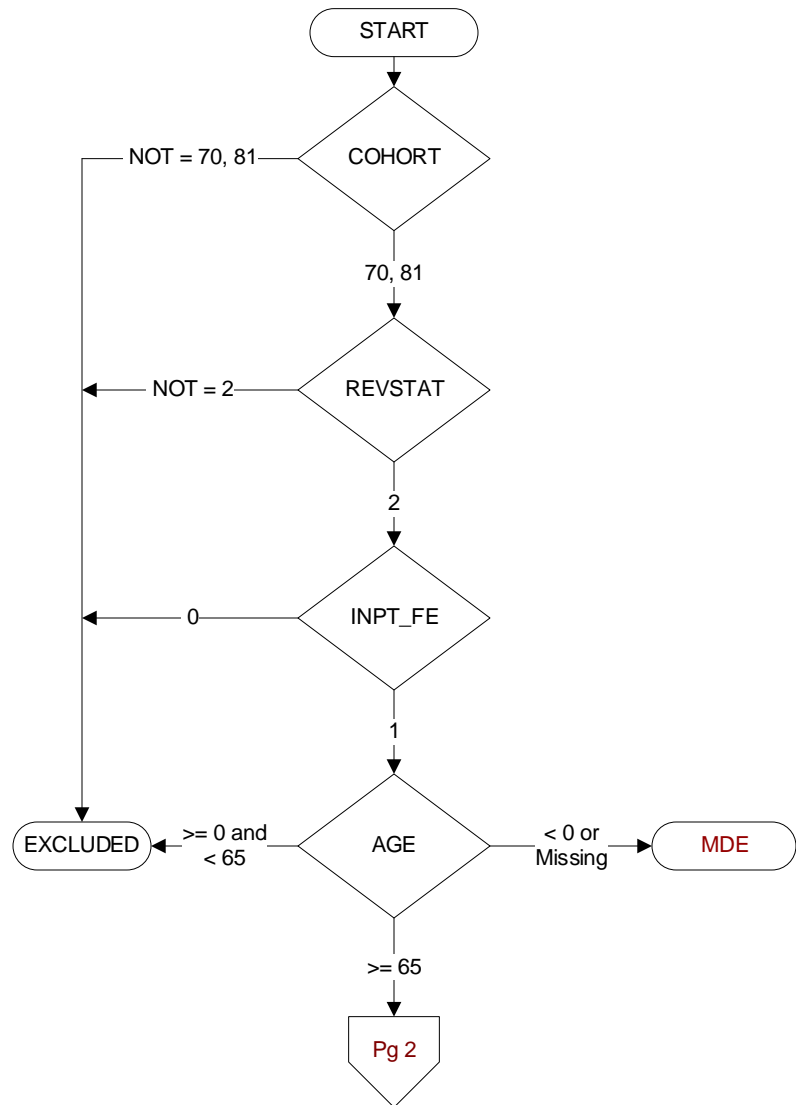 START
COHORT
NOT = 70, 81
70, 81
REVSTAT
NOT = 2
2
INPT_FE
0
1
AGE
EXCLUDED
>= 0 and
< 65
< 0 or
Missing
MDE
>= 65
Pg 2